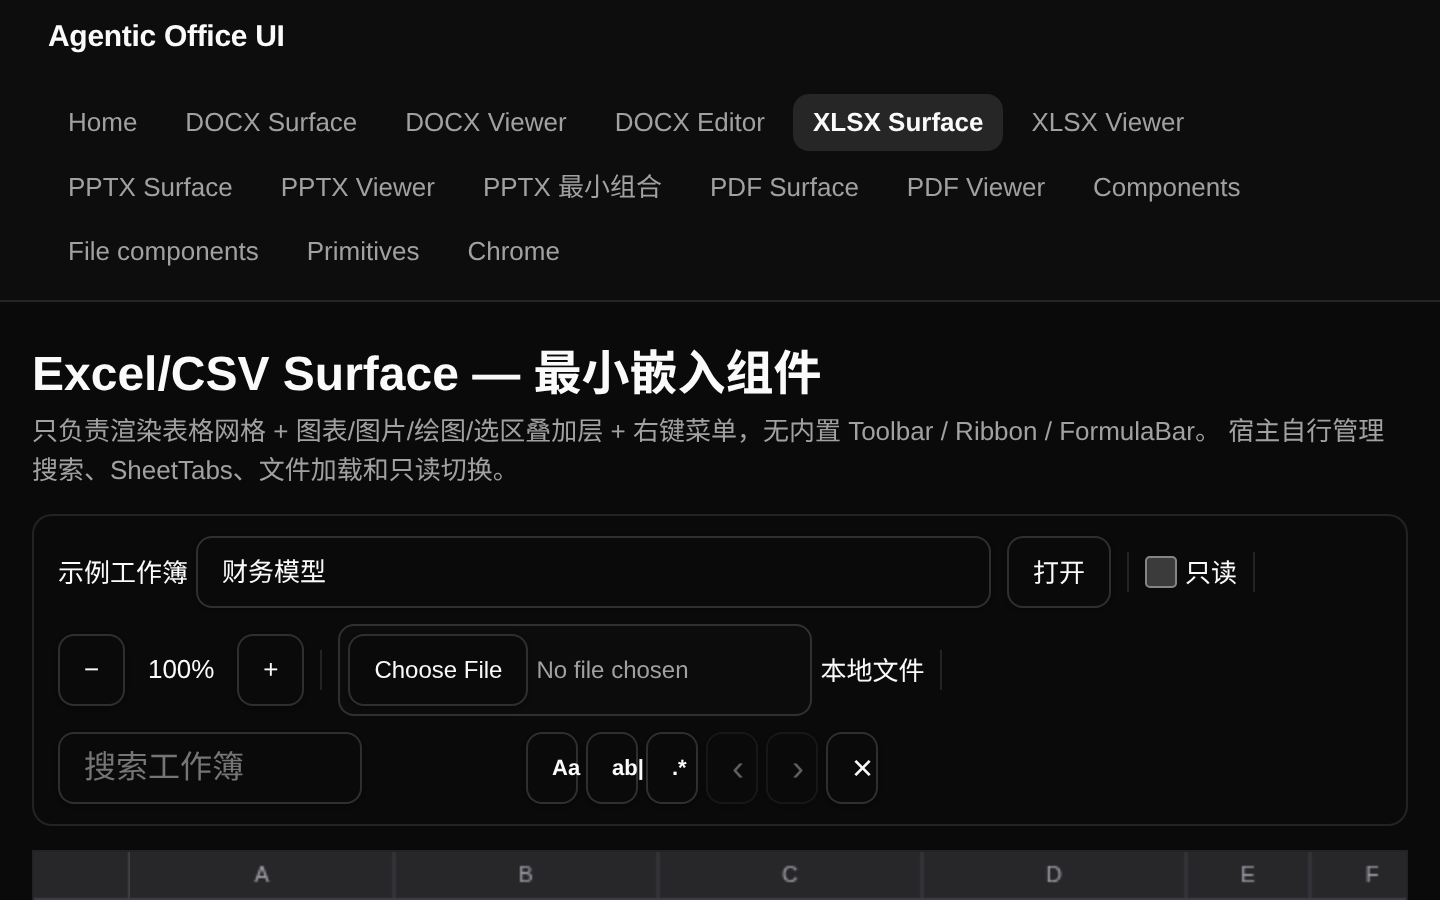 Agentic Office UI
Home DOCX Surface DOCX Viewer DOCX Editor XLSX Surface XLSX Viewer
PPTX Surface PPTX Viewer PPTX 最小组合 PDF Surface PDF Viewer Components
File components Primitives Chrome
Excel/CSV Surface — 最小嵌入组件
只负责渲染表格网格 + 图表/图片/绘图/选区叠加层 + 右键菜单，无内置 Toolbar / Ribbon / FormulaBar。 宿主自行管理
搜索、SheetTabs、文件加载和只读切换。
示例工作簿 财务模型 打开 只读
− 100% + Choose File No file chosen 本地文件
搜索工作簿 Aa ab| .* ‹ › ×
A B C D E F